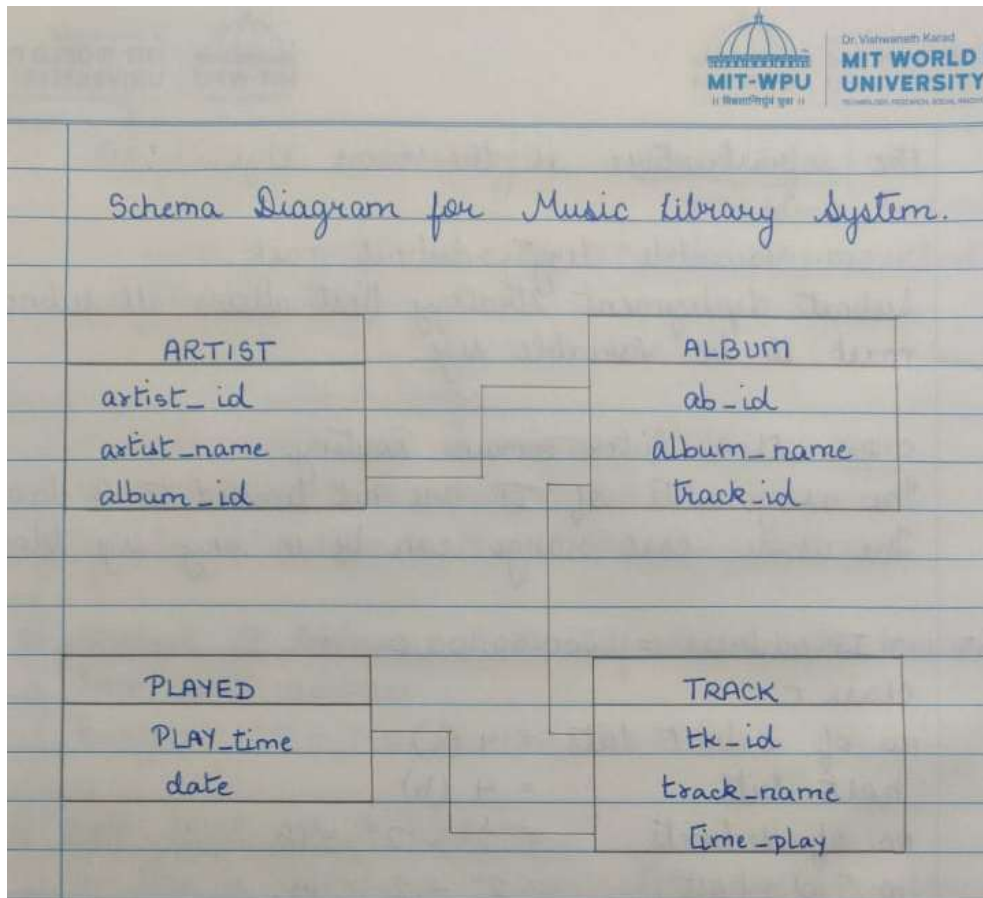 MIT-WPU
Dr. Vishwanath Karad
MIT WORLD
UNIVERSITY
Schema Diagram for Music Library System.
ARTIST
artist_id
artist_name
album_id
ALBUM
ab_id
album_name
track_id
PLAYED
PLAY_time
date
TRACK
tk_id
track_name
time_play